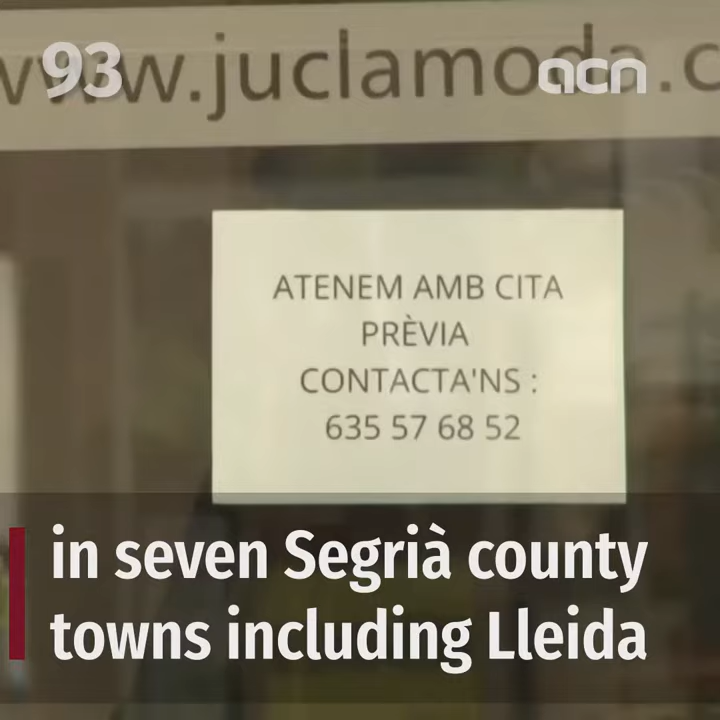 93
acn
www.juclamoda.c
ATENEM AMB CITA
PRÈVIA
CONTACTA'NS :
635 57 68 52
in seven Segrià county
towns including Lleida